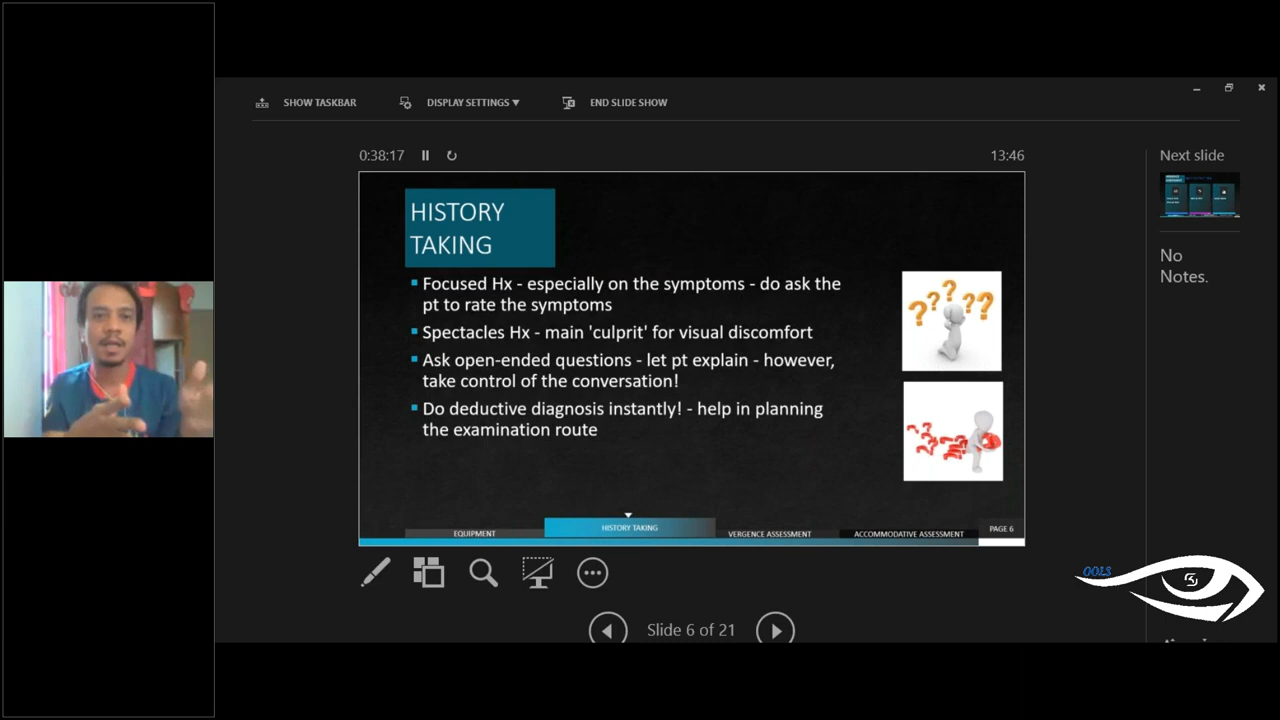 SHOW TASKBAR
DISPLAY SETTINGS ▼
END SLIDE SHOW
0:38:17
13:46
Next slide
HISTORY
TAKING
Focused Hx - especially on the symptoms - do ask the
pt to rate the symptoms
Spectacles Hx - main 'culprit' for visual discomfort
Ask open-ended questions - let pt explain - however,
take control of the conversation!
Do deductive diagnosis instantly! - help in planning
the examination route
EQUIPMENT
HISTORY TAKING
VERGENCE ASSESSMENT
ACCOMMODATIVE ASSESSMENT
PAGE 6
No
Notes.
OOLS
Slide 6 of 21